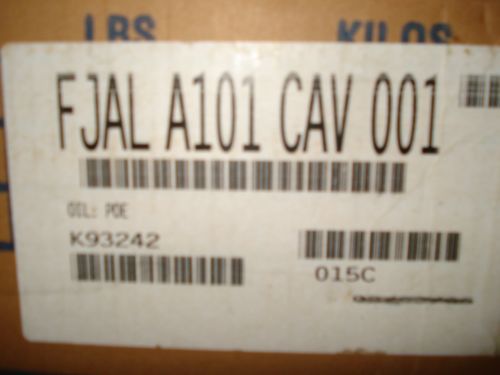 LBS KILOS
FJAL A101 CAV 001
OIL: POE
K93242
015C